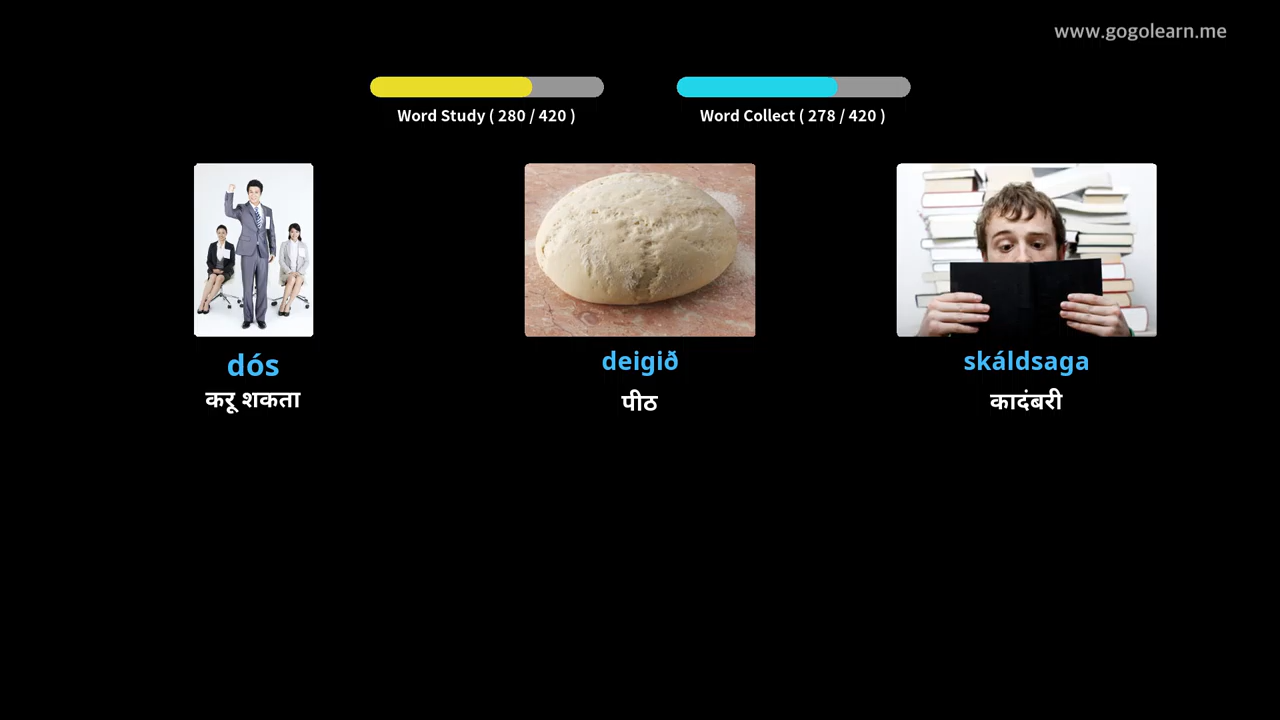 www.gogolearn.me
Word Study ( 280 / 420 )
Word Collect ( 278 / 420 )
dós
करू शकता
deigið
पीठ
skáldsaga
कादंबरी